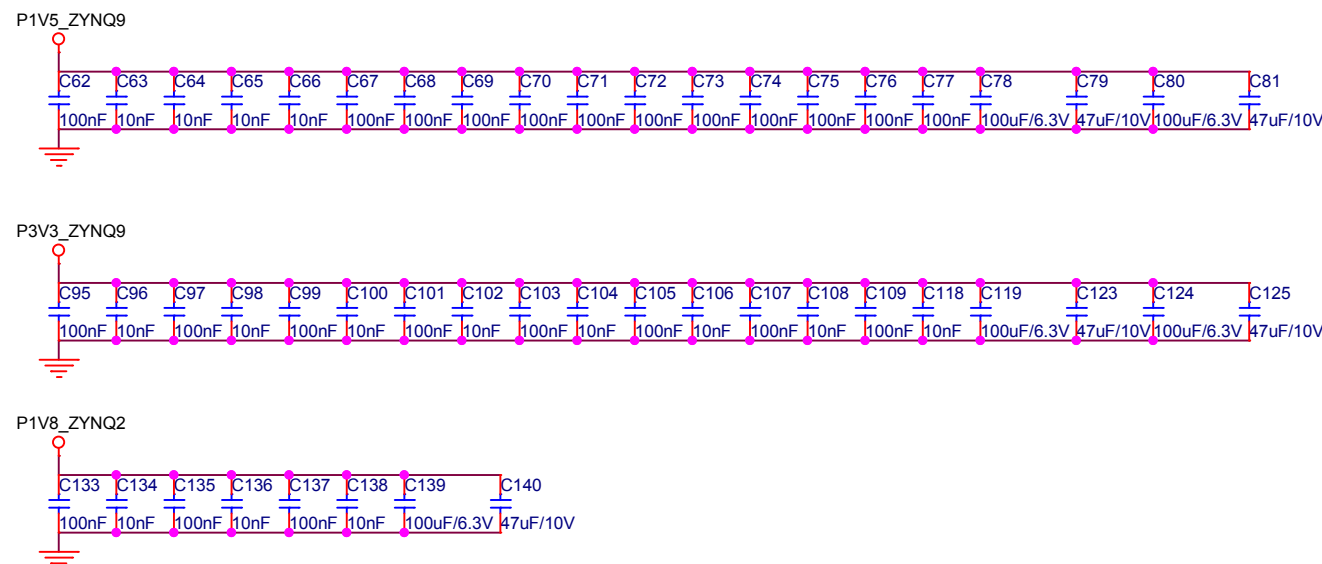 P1V5_ZYNQ9
C62 C63 C64 C65 C66 C67 C68 C69 C70 C71 C72 C73 C74 C75 C76 C77 C78 C79 C80 C81
100nF 10nF 10nF 10nF 10nF 100nF 100nF 100nF 100nF 100nF 100nF 100nF 100nF 100nF 100nF 100nF 100uF/6.3V 47uF/10V 100uF/6.3V 47uF/10V
P3V3_ZYNQ9
C95 C96 C97 C98 C99 C100 C101 C102 C103 C104 C105 C106 C107 C108 C109 C118 C119 C123 C124 C125
100nF 10nF 100nF 100nF 100nF 10nF 100nF 10nF 100nF 10nF 100nF 10nF 100nF 10nF 100nF 10nF 100uF/6.3V 47uF/10V 100uF/6.3V 47uF/10V
P1V8_ZYNQ2
C133 C134 C135 C136 C137 C138 C139 C140
100nF 10nF 100nF 10nF 100nF 10nF 100uF/6.3V 47uF/10V